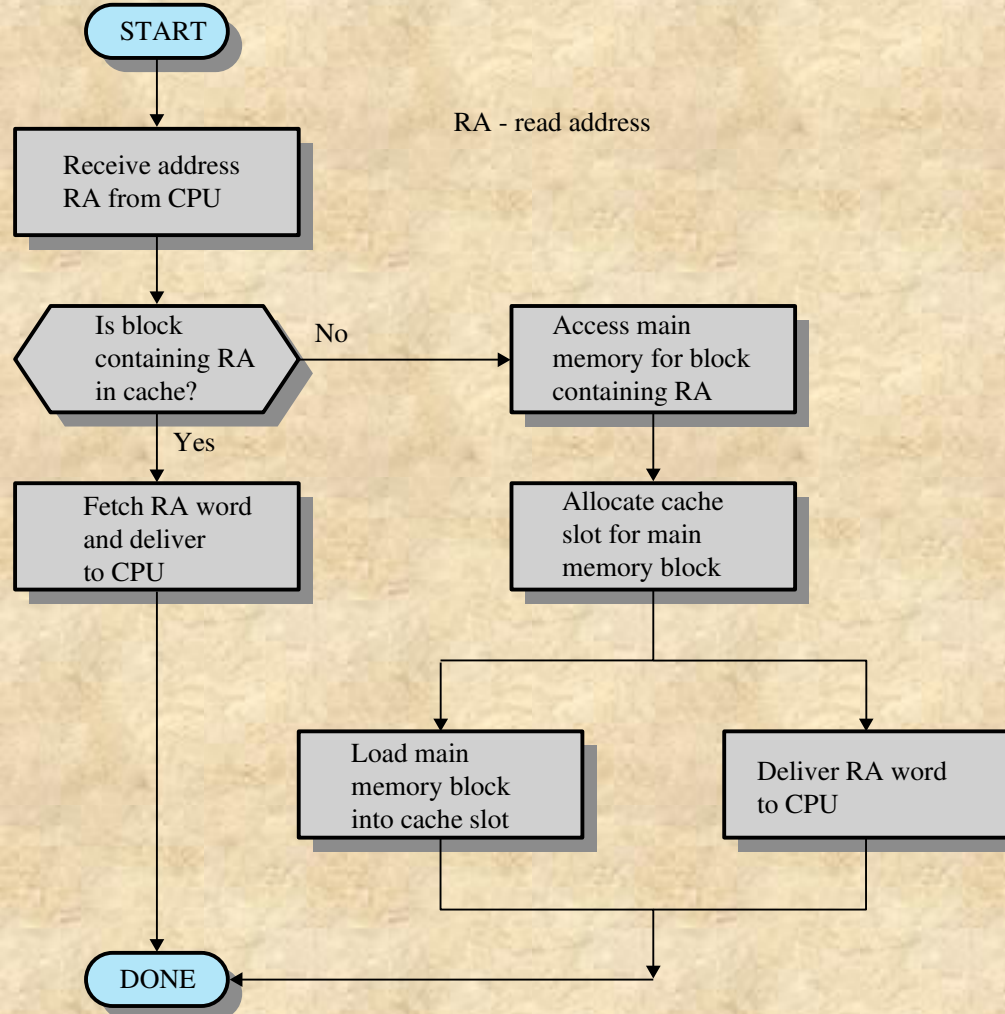 START
RA - read address
Receive address
RA from CPU
Is block
containing RA
in cache?
No
Access main
memory for block
containing RA
Yes
Fetch RA word
and deliver
to CPU
Allocate cache
slot for main
memory block
Load main
memory block
into cache slot
Deliver RA word
to CPU
DONE